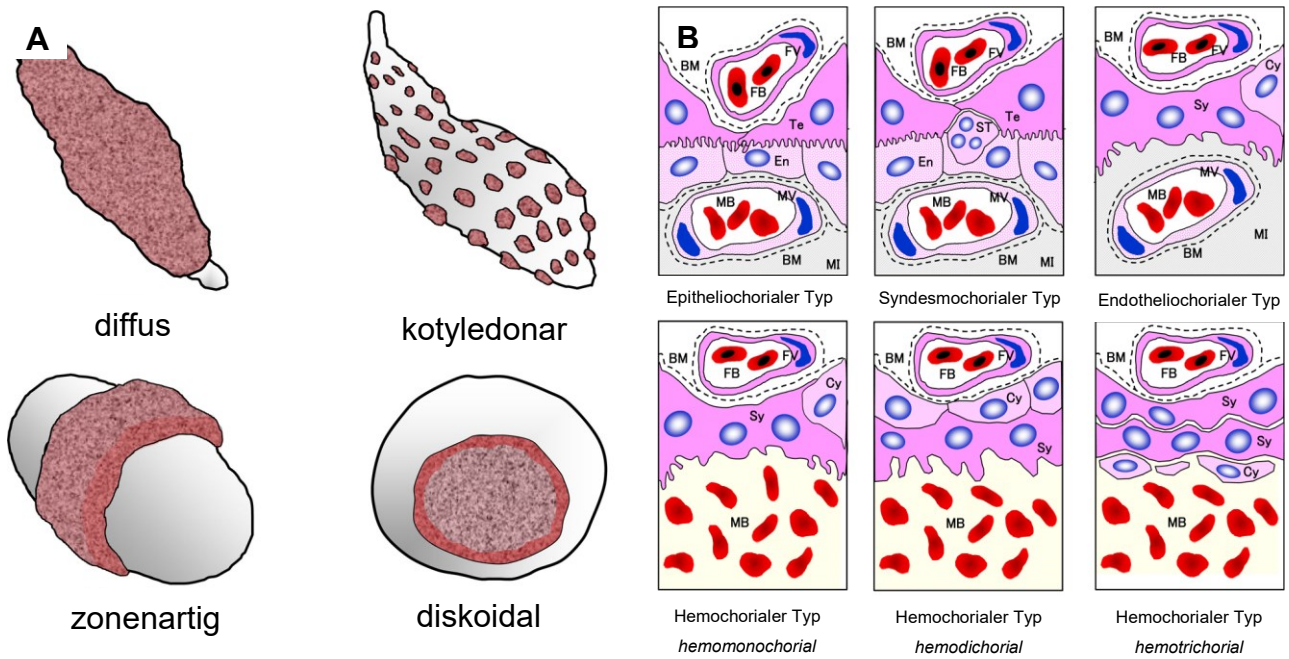 A
diffus
kotyledonar
zonenartig
diskoidal
B
BM
FV
FB
Te
En
MB
MV
BM
MI
Epitheliochorialer Typ
BM
FV
FB
Te
ST
En
MB
MV
BM
MI
Syndesmochorialer Typ
BM
FB
FV
Cy
Sy
MV
MB
MI
BM
Endotheliochorialer Typ
BM
FV
FB
Cy
Sy
MB
Hemochorialer Typ
hemomonochorial
BM
FV
FB
Cy
Sy
MB
Hemochorialer Typ
hemodichorial
BM
FV
FB
Sy
Sy
Cy
MB
Hemochorialer Typ
hemotrichorial